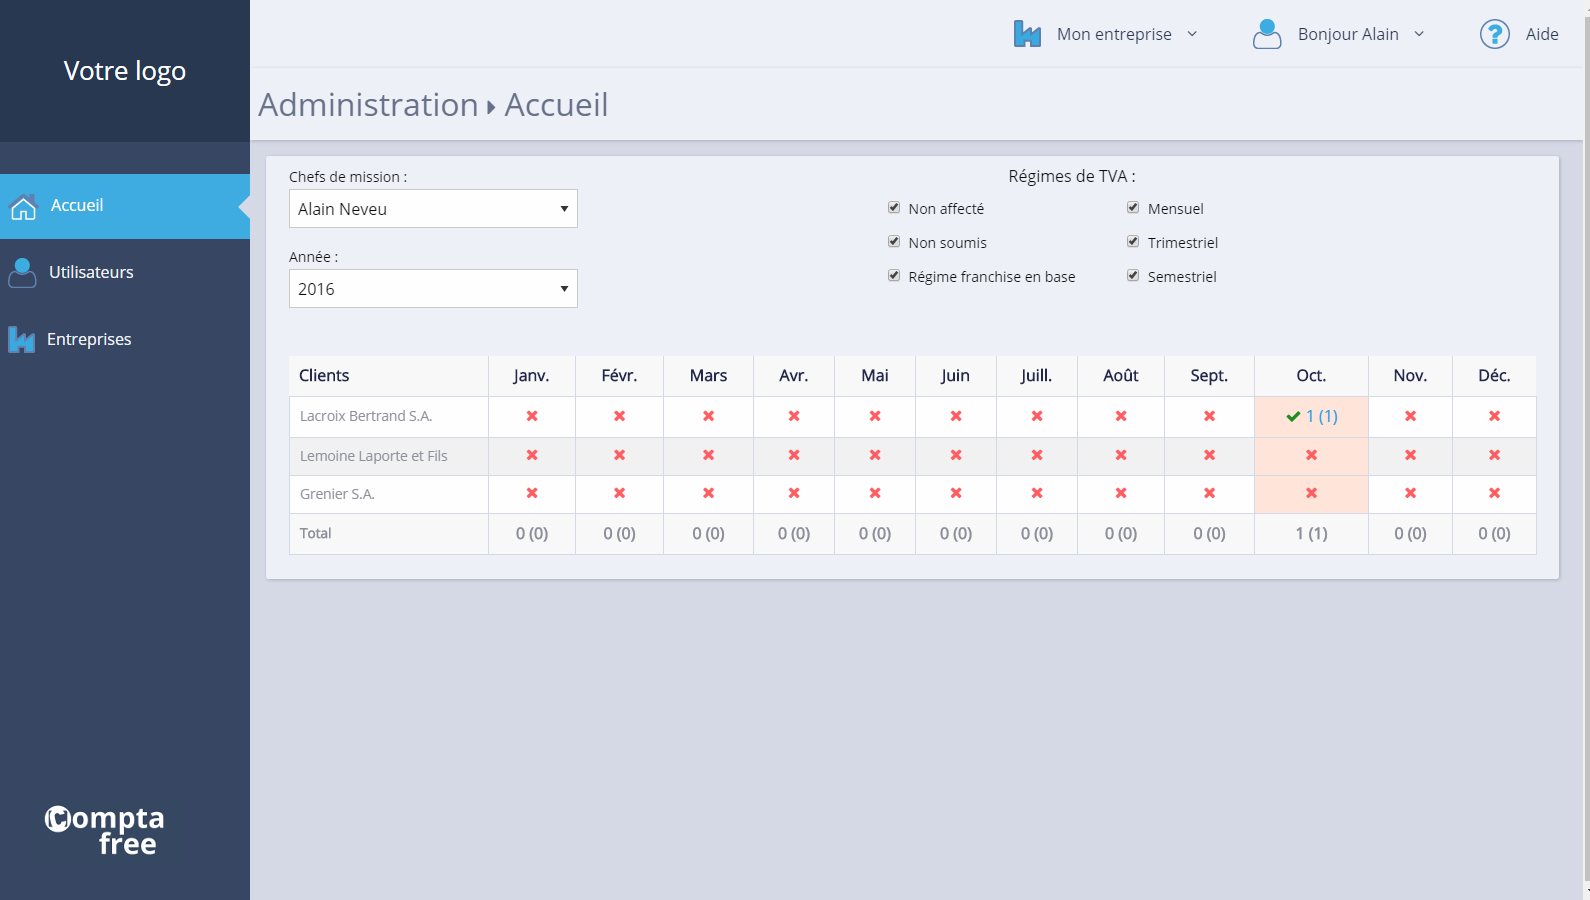 Votre logo
Mon entreprise
Bonjour Alain
? Aide
Administration Accueil
Accueil
Utilisateurs
Entreprises
Chefs de mission :
Alain Neveu
Année :
2016
Régimes de TVA :
Non affecté Mensuel
Non soumis Trimestriel
Régime franchise en base Semestriel
Clients Janv. Févr. Mars Avr. Mai Juin Juill. Août Sept. Oct. Nov. Déc.
Lacroix Bertrand S.A. 1 (1)
Lemoine Laporte et Fils
Grenier S.A.
Total 0 (0) 0 (0) 0 (0) 0 (0) 0 (0) 0 (0) 0 (0) 0 (0) 0 (0) 1 (1) 0 (0) 0 (0)
Compta
free